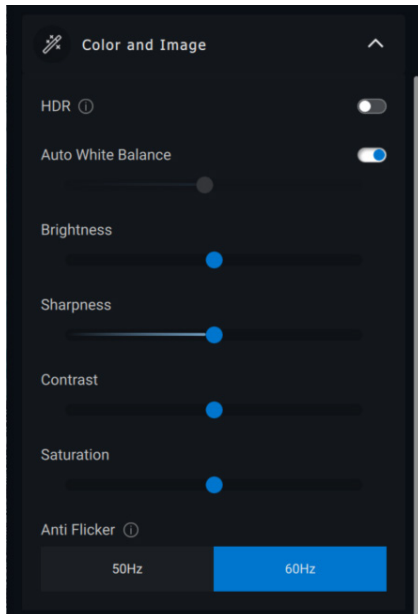 Color and Image
HDR
Auto White Balance
Brightness
Sharpness
Contrast
Saturation
Anti Flicker
50Hz 60Hz